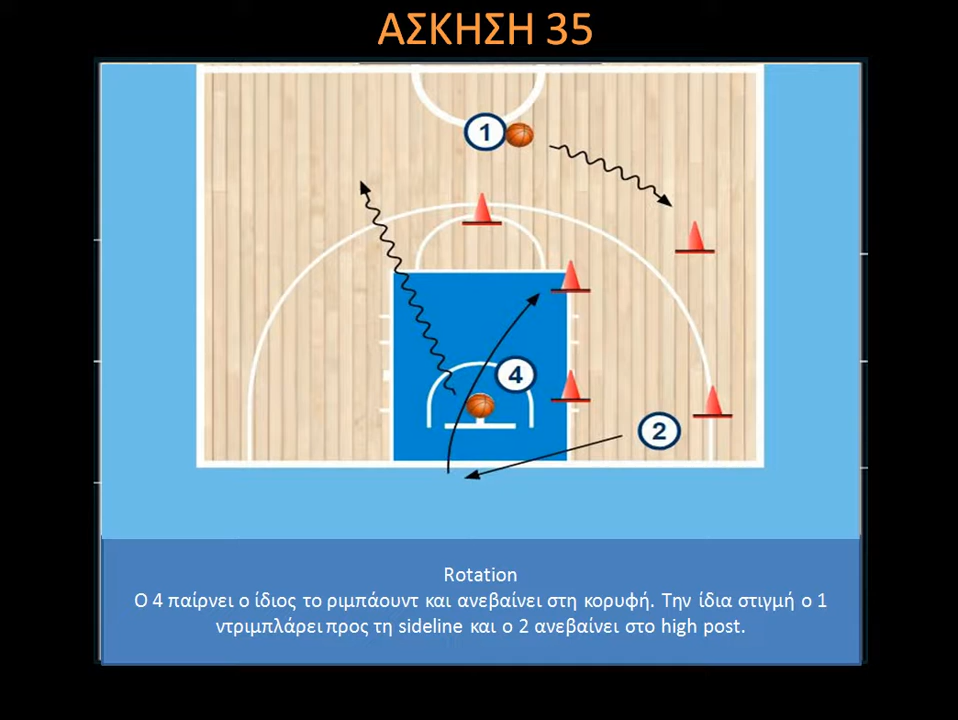 ΑΣΚΗΣΗ 35
1
4
2
Rotation
Ο 4 παίρνει ο ίδιος το ριμπάουντ και ανεβαίνει στη κορυφή. Την ίδια στιγμή ο 1
ντριμπλάρει προς τη sideline και ο 2 ανεβαίνει στο high post.